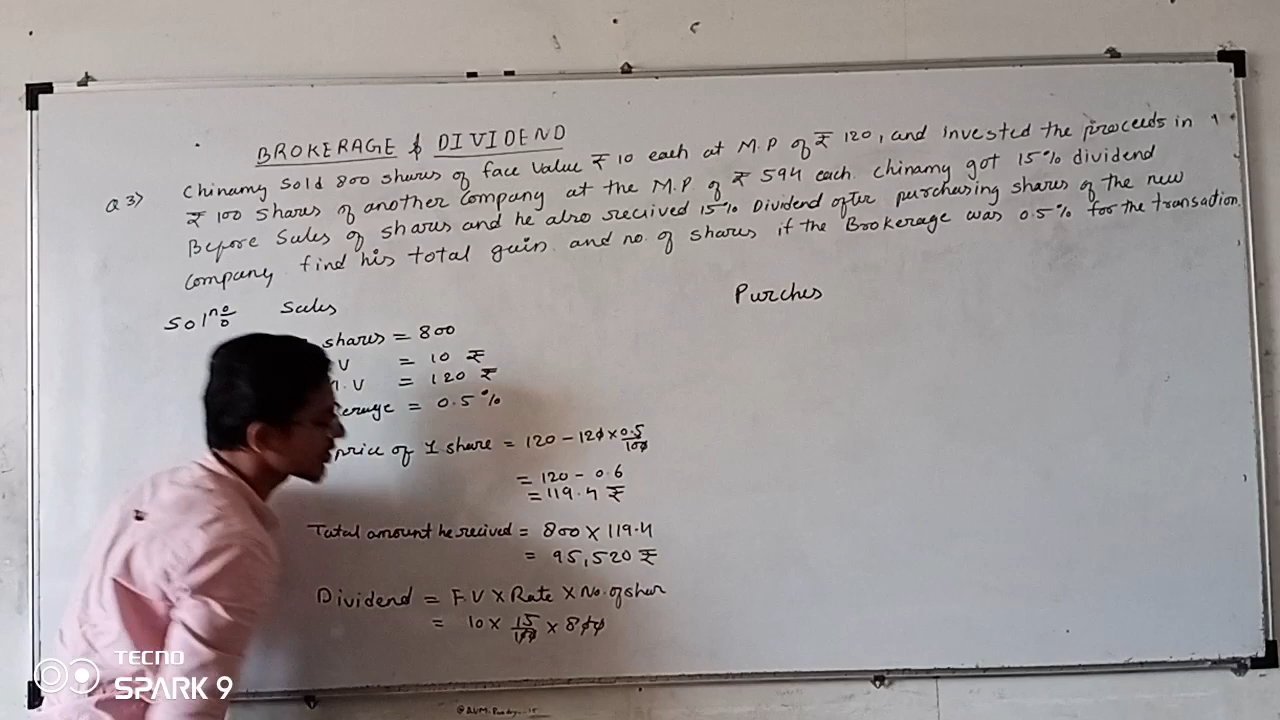 BROKERAGE & DIVIDEND
Q 3) Chinamy Sold 800 shares of face Value ₹ 10 each at M.P of ₹ 120, and invested the proceeds in
₹ 100 shares of another company at the M.P of ₹ 594 each. Chinamy got 15% dividend
Before Sales of shares and he also recived 15% Dividend after purchasing shares of the new
company find his total gain and no. of shares if the Brokerage was 0.5% for the transaction.
Solno Sales
Purches
shares = 800
V = 10 ₹
.V = 120 ₹
erage = 0.5%
price of 1 share = 120 - 120 x 0.5/100
= 120 - 0.6
= 119.4 ₹
Total amount he recived = 800 x 119.4
= 95,520 ₹
Dividend = F.V x Rate x No. of shar
= 10 x 15/100 x 800
TECNO
SPARK 9